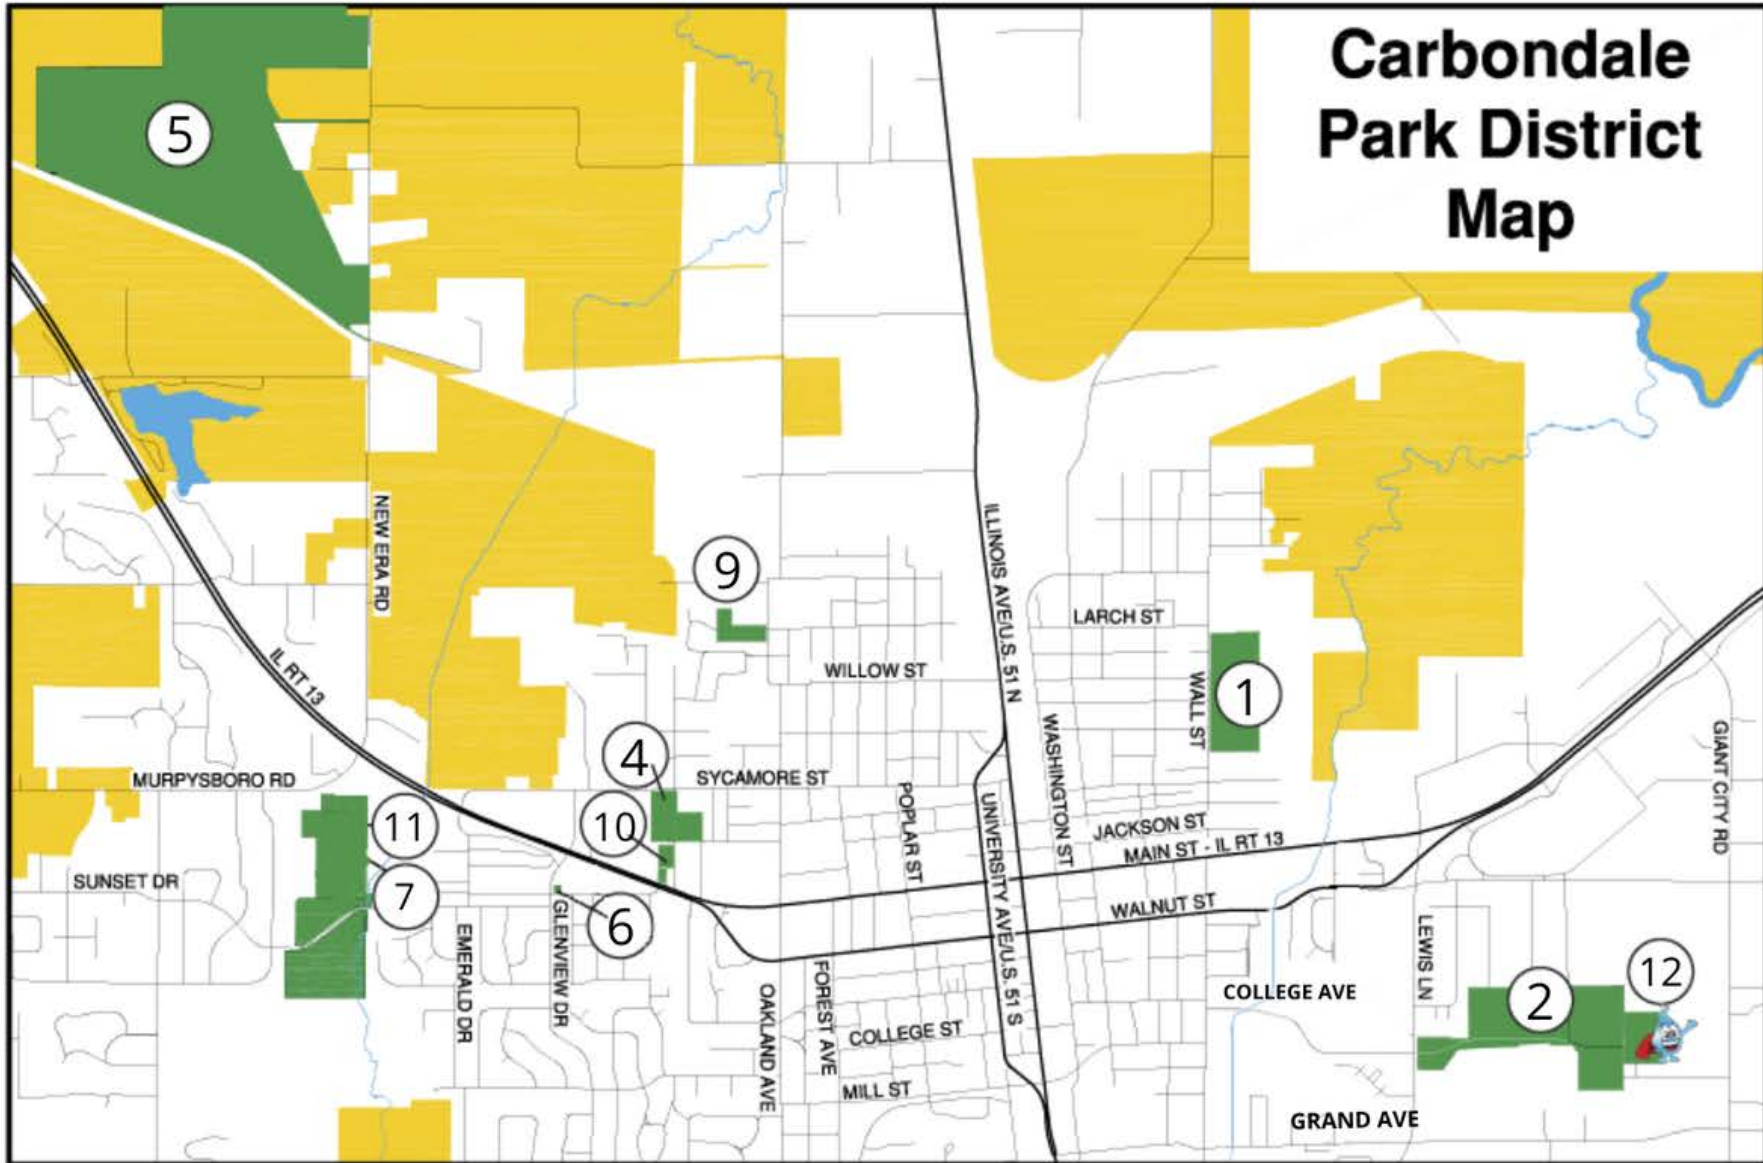 Carbondale
Park District
Map
5
NEW ERA RD
ILLINOIS AVE/U.S. 51 N
9
LARCH ST
WILLOW ST
IL RT 13
1
WALL ST
WASHINGTON ST
GIANT CITY RD
4
MURPYSBORO RD
SYCAMORE ST
POPLAR ST
UNIVERSITY AVE/U.S. 51 S
11
10
JACKSON ST
MAIN ST - IL RT 13
SUNSET DR
7
6
WALNUT ST
GLENVIEW DR
EMERALD DR
LEWIS LN
FOREST AVE
OAKLAND AVE
COLLEGE AVE
2
12
COLLEGE ST
MILL ST
GRAND AVE